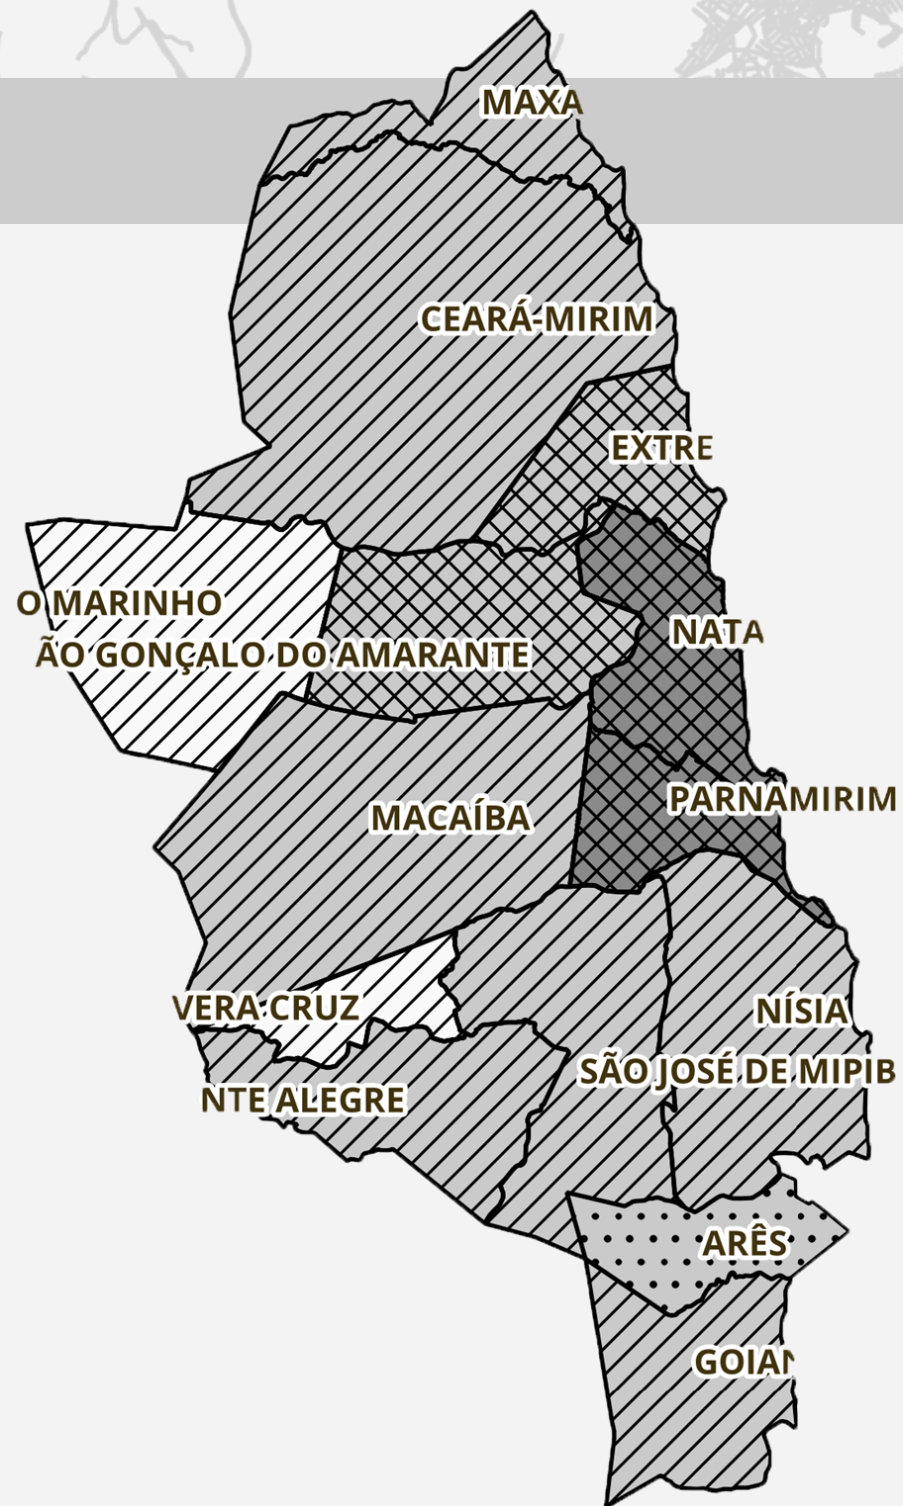 MAXA
CEARÁ-MIRIM
EXTRE
O MARINHO
NATA
ÃO GONÇALO DO AMARANTE
PARNAMIRIM
MACAÍBA
VERA CRUZ
NÍSIA
SÃO JOSÉ DE MIPIB
NTE ALEGRE
ARÊS
GOIAN